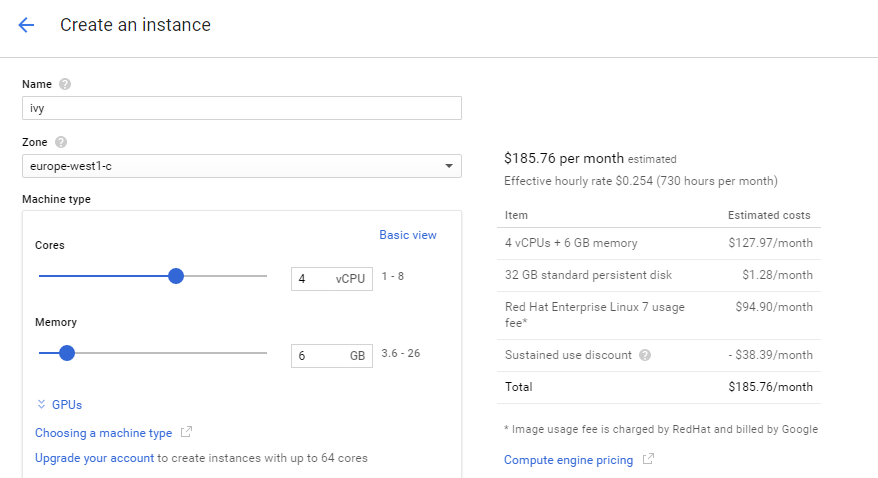 Create an instance
Name
ivy
Zone
europe-west1-c
Machine type
Basic view
Cores
4 vCPU 1 - 8
Memory
6 GB 3.6 - 26
GPUs
Choosing a machine type
Upgrade your account to create instances with up to 64 cores
$185.76 per month estimated
Effective hourly rate $0.254 (730 hours per month)
Item Estimated costs
4 vCPUs + 6 GB memory $127.97/month
32 GB standard persistent disk $1.28/month
Red Hat Enterprise Linux 7 usage $94.90/month
fee*
Sustained use discount - $38.39/month
Total $185.76/month
* Image usage fee is charged by RedHat and billed by Google
Compute engine pricing